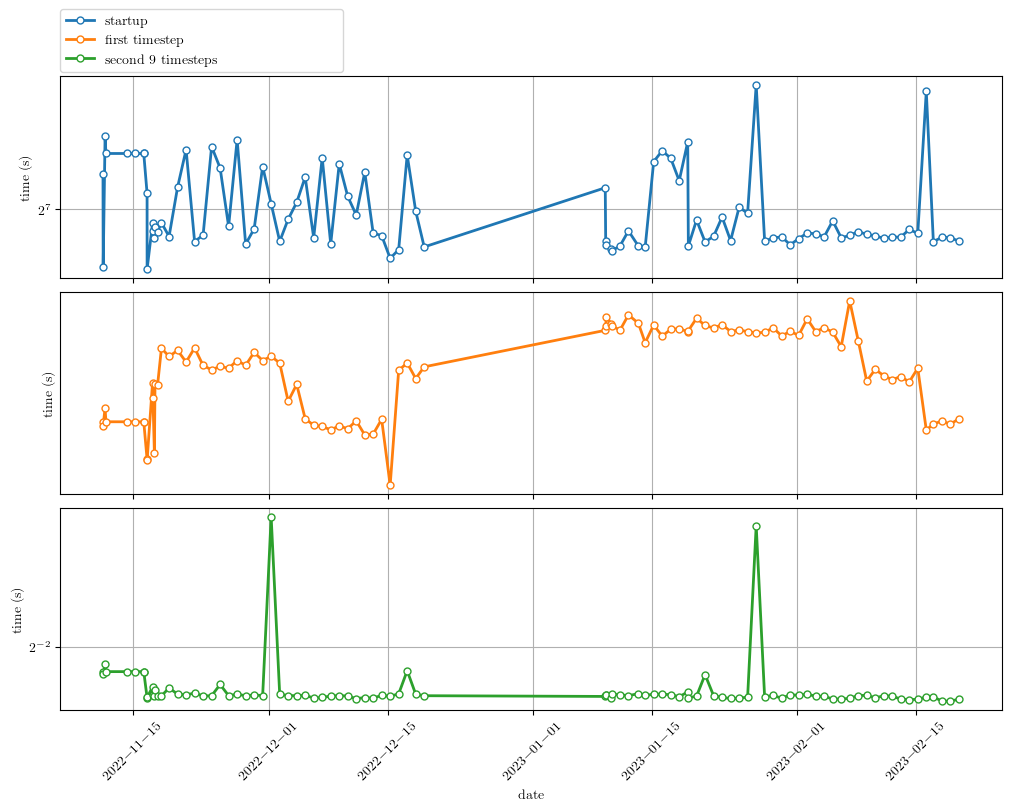 startup
first timestep
second 9 timesteps
time (s)
2^7
time (s)
time (s)
2^−2
2022−11−15
2022−12−01
2022−12−15
2023−01−01
2023−01−15
2023−02−01
2023−02−15
date